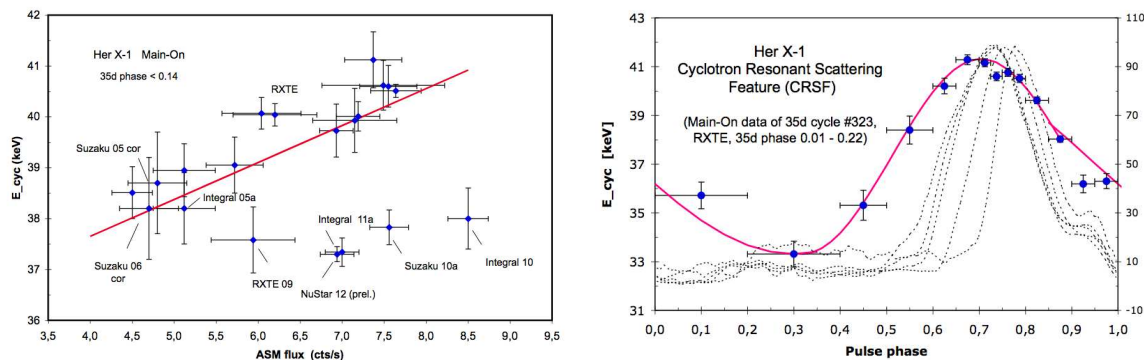 Her X-1 Main-On
35d phase < 0.14
RXTE
Suzaku 05 cor
Integral 05a
Suzaku 06
cor
RXTE 09
Integral 11a
NuStar 12 (prel.)
Suzaku 10a
Integral 10
E_cyc (keV)
42
41
40
39
38
37
36
3,5 4,0 4,5 5,0 5,5 6,0 6,5 7,0 7,5 8,0 8,5 9,0 9,5
ASM flux (cts/s)
Her X-1
Cyclotron Resonant Scattering
Feature (CRSF)
(Main-On data of 35d cycle #323,
RXTE, 35d phase 0.01 - 0.22)
E_cyc [keV]
43
41
39
37
35
33
31
110
90
70
50
30
10
-10
0,0 0,1 0,2 0,3 0,4 0,5 0,6 0,7 0,8 0,9 1,0
Pulse phase